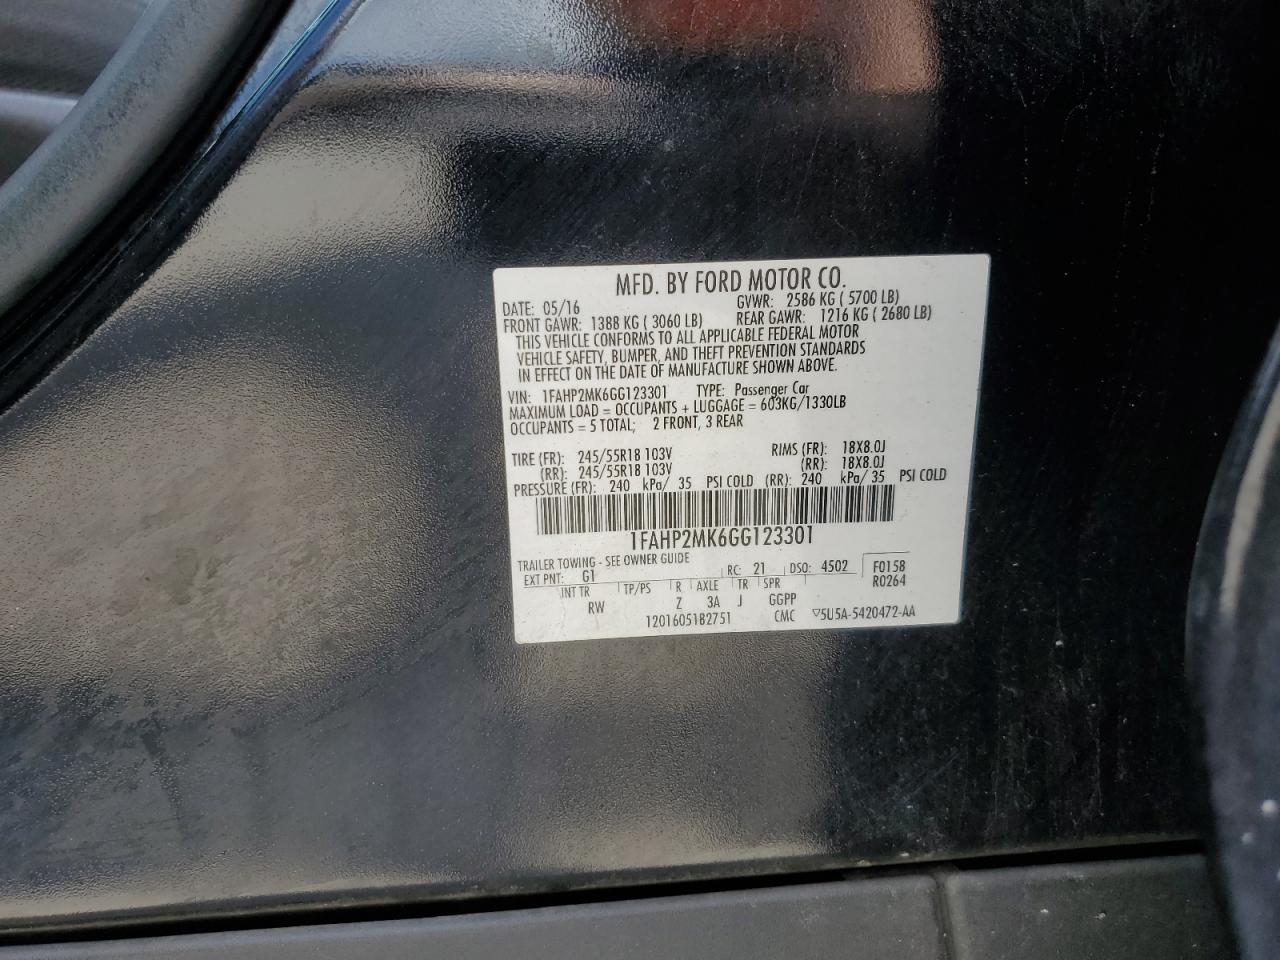 MFD. BY FORD MOTOR CO.
DATE: 05/16 GVWR: 2586 KG ( 5700 LB)
FRONT GAWR: 1388 KG ( 3060 LB) REAR GAWR: 1216 KG ( 2680 LB)
THIS VEHICLE CONFORMS TO ALL APPLICABLE FEDERAL MOTOR
VEHICLE SAFETY, BUMPER, AND THEFT PREVENTION STANDARDS
IN EFFECT ON THE DATE OF MANUFACTURE SHOWN ABOVE.
VIN: 1FAHP2MK6GG123301 TYPE: Passenger Car
MAXIMUM LOAD = OCCUPANTS + LUGGAGE = 603KG/1330LB
OCCUPANTS = 5 TOTAL; 2 FRONT, 3 REAR
TIRE (FR): 245/55R18 103V RIMS (FR): 18X8.0J
(RR): 245/55R18 103V (RR): 18X8.0J
PRESSURE (FR): 240 kPa/ 35 PSI COLD (RR): 240 kPa/ 35 PSI COLD
1FAHP2MK6GG123301
TRAILER TOWING - SEE OWNER GUIDE
EXT PNT: G1 RC: 21 DSO: 4502 F0158
R0264
INT TR TP/PS R AXLE TR SPR
RW Z 3A J GGPP
12016051B2751 CMC ▽5U5A-5420472-AA